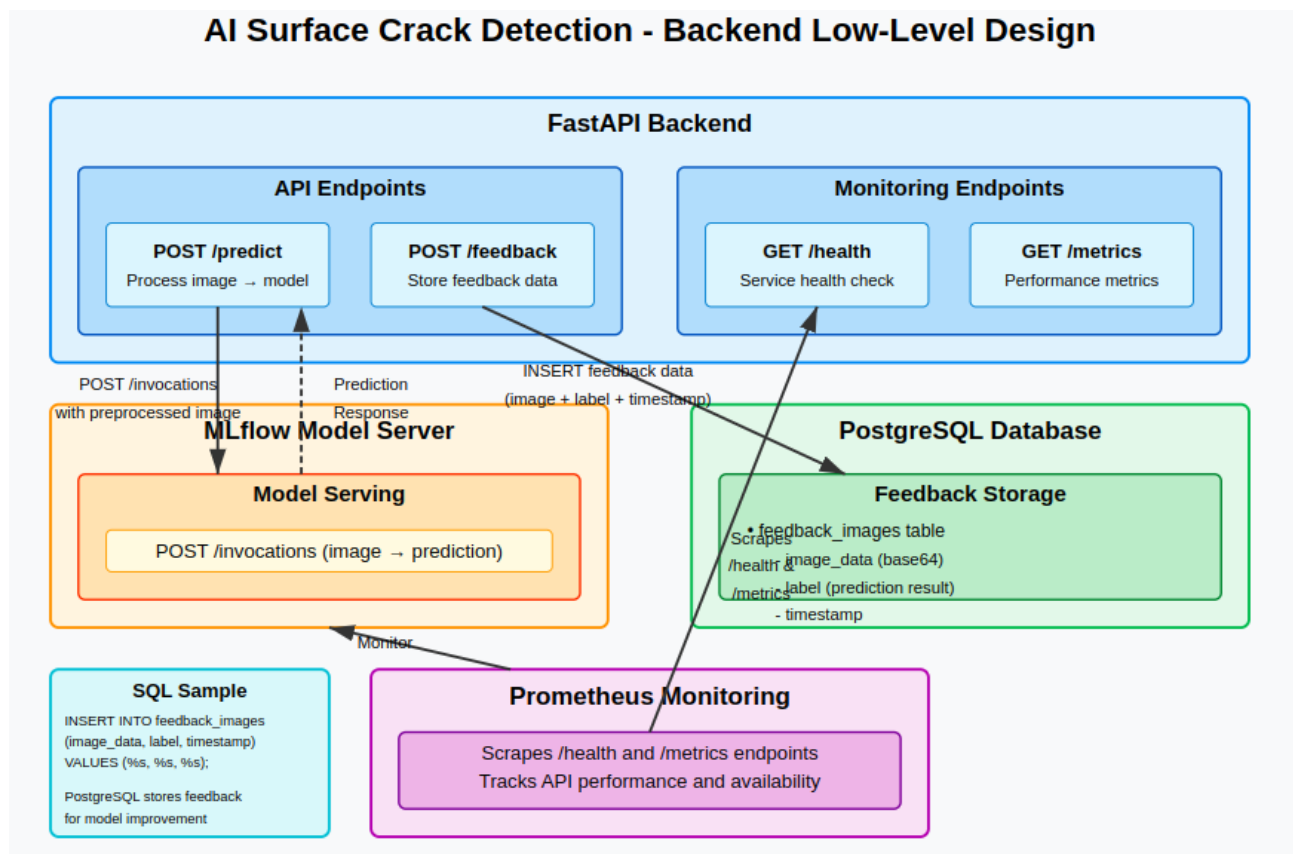 AI Surface Crack Detection - Backend Low-Level Design
FastAPI Backend
API Endpoints
POST /predict
Process image → model
POST /feedback
Store feedback data
Monitoring Endpoints
GET /health
Service health check
GET /metrics
Performance metrics
POST /invocations
with preprocessed image
Prediction
Response
INSERT feedback data
(image + label + timestamp)
MLflow Model Server
Model Serving
POST /invocations (image → prediction)
PostgreSQL Database
Feedback Storage
• feedback_images table
- image_data (base64)
- label (prediction result)
- timestamp
Scrapes
/health &
/metrics
Monitor
SQL Sample
INSERT INTO feedback_images
(image_data, label, timestamp)
VALUES (%s, %s, %s);
PostgreSQL stores feedback
for model improvement
Prometheus Monitoring
Scrapes /health and /metrics endpoints
Tracks API performance and availability